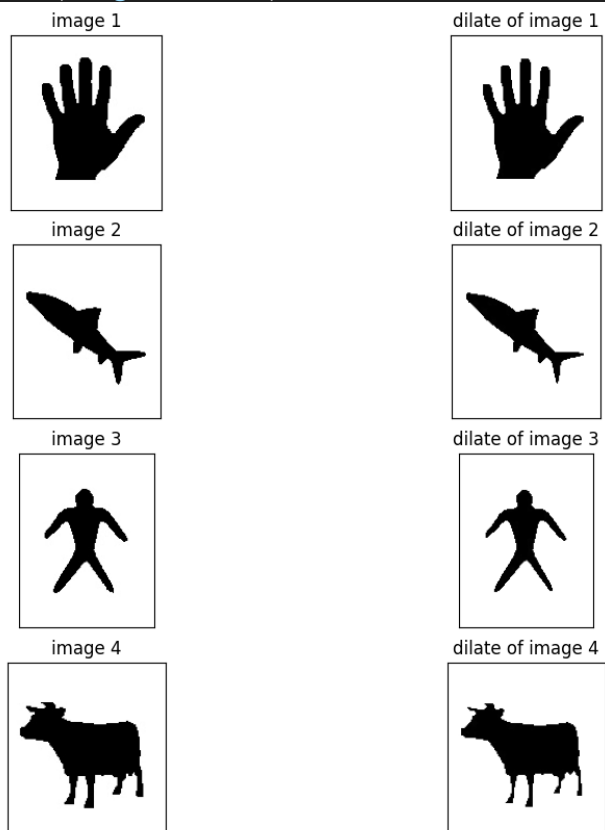 image 1 dilate of image 1
image 2 dilate of image 2
image 3 dilate of image 3
image 4 dilate of image 4